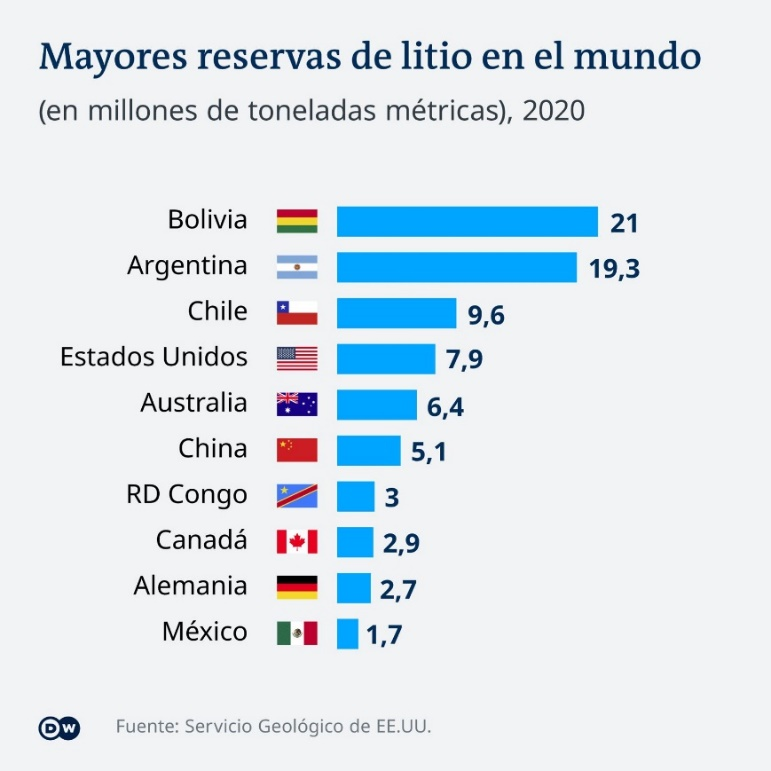 Mayores reservas de litio en el mundo
(en millones de toneladas métricas), 2020
Bolivia 21
Argentina 19,3
Chile 9,6
Estados Unidos 7,9
Australia 6,4
China 5,1
RD Congo 3
Canadá 2,9
Alemania 2,7
México 1,7
DW Fuente: Servicio Geológico de EE.UU.